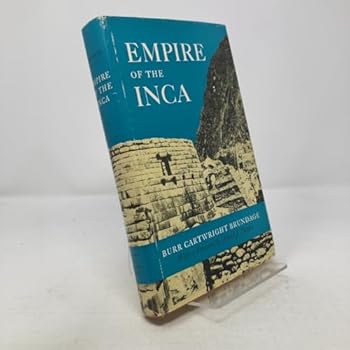 EMPIRE
OF THE
INCA
BURR CARTWRIGHT BRUNDAGE
EMPIRE
OF THE
INCA